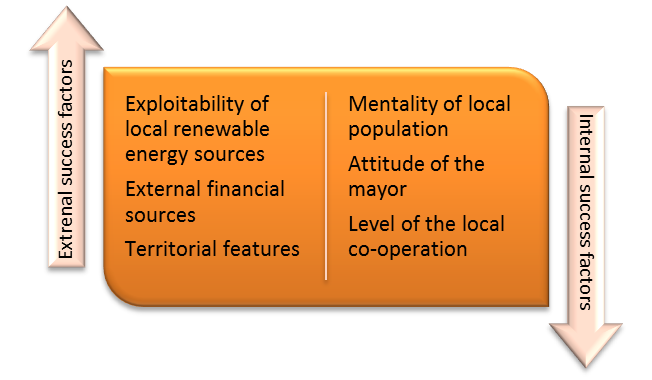 Extrenal success factors
Exploitability of
local renewable
energy sources
External financial
sources
Territorial features
Mentality of local
population
Attitude of the
mayor
Level of the local
co-operation
Internal success factors